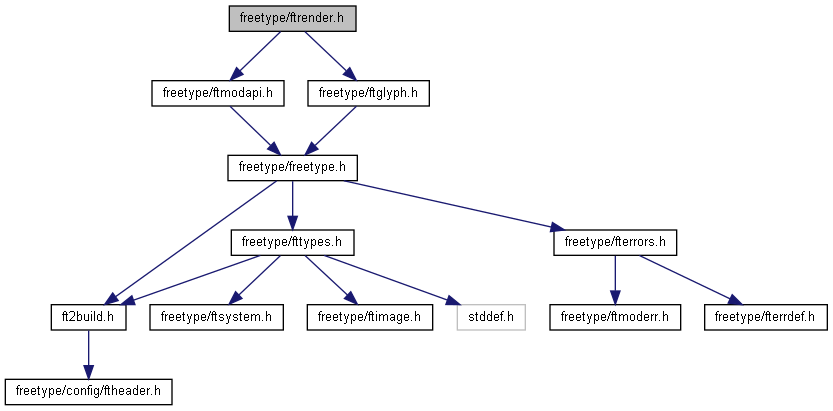 freetype/ftrender.h
freetype/ftmodapi.h
freetype/ftglyph.h
freetype/freetype.h
freetype/fttypes.h
freetype/fterrors.h
ft2build.h
freetype/ftsystem.h
freetype/ftimage.h
stddef.h
freetype/ftmoderr.h
freetype/fterrdef.h
freetype/config/ftheader.h